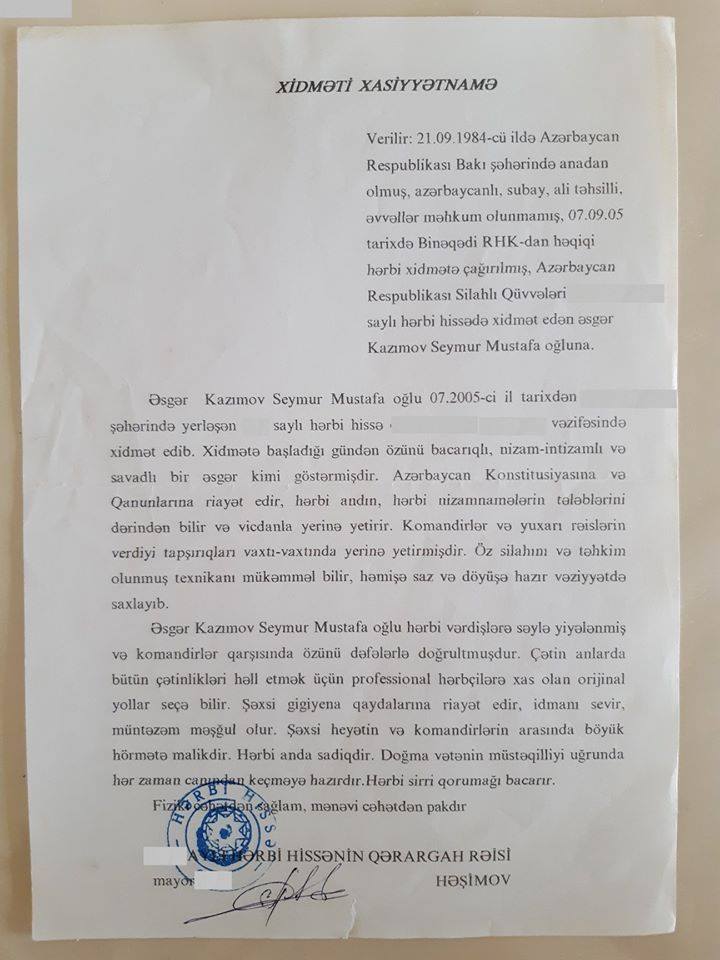 XİDMƏTİ XASİYYƏTNAMƏ
Verilir: 21.09.1984-cü ildə Azərbaycan
Respublikası Bakı şəhərində anadan
olmuş, azərbaycanlı, subay, ali təhsilli,
əvvəllər məhkum olunmamış, 07.09.05
tarixdə Binəqədi RHK-dan həqiqi
hərbi xidmətə çağırılmış, Azərbaycan
Respublikası Silahlı Qüvvələri
saylı hərbi hissədə xidmət edən əsgər
Kazımov Seymur Mustafa oğluna.
Əsgər Kazımov Seymur Mustafa oğlu 07.2005-ci il tarixdən
şəhərində yerləşən saylı hərbi hissə vəzifəsində
xidmət edib. Xidmətə başladığı gündən özünü bacarıqlı, nizam-intizamlı və
savadlı bir əsgər kimi göstərmişdir. Azərbaycan Konstitusiyasına və
Qanunlarına riayət edir, hərbi andın, hərbi nizamnamələrin tələblərini
dərindən bilir və vicdanla yerinə yetirir. Komandirlər və yuxarı rəislərin
verdiyi tapşırıqları vaxtı-vaxtında yerinə yetirmişdir. Öz silahını və təhkim
olunmuş texnikanı mükəmməl bilir, həmişə saz və döyüşə hazır vəziyyətdə
saxlayıb.
Əsgər Kazımov Seymur Mustafa oğlu hərbi vərdişlərə səylə yiyələnmiş
və komandirlər qarşısında özünü dəfələrlə doğrultmuşdur. Çətin anlarda
bütün çətinlikləri həll etmək üçün professional hərbçilərə xas olan orijinal
yollar seçə bilir. Şəxsi gigiyena qaydalarına riayət edir, idmanı sevir,
müntəzəm məşğul olur. Şəxsi heyətin və komandirlərin arasında böyük
hörmətə malikdir. Hərbi anda sadiqdir. Doğma vətənin müstəqilliyi uğrunda
hər zaman canından keçməyə hazırdır.Hərbi sirri qorumağı bacarır.
Fiziki cəhətdən sağlam, mənəvi cəhətdən pakdır
HƏRBİ HİSSƏ
HƏRBİ HİSSƏNİN QƏRARGAH RƏİSİ
mayor HƏŞİMOV